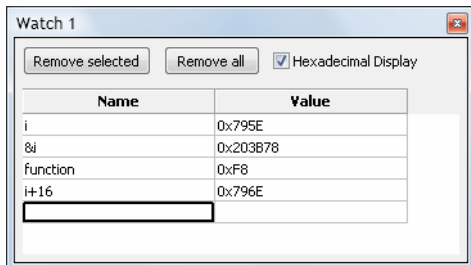 Watch 1
Remove selected Remove all Hexadecimal Display
Name Value
i 0x795E
&i 0x203B78
function 0xF8
i+16 0x796E